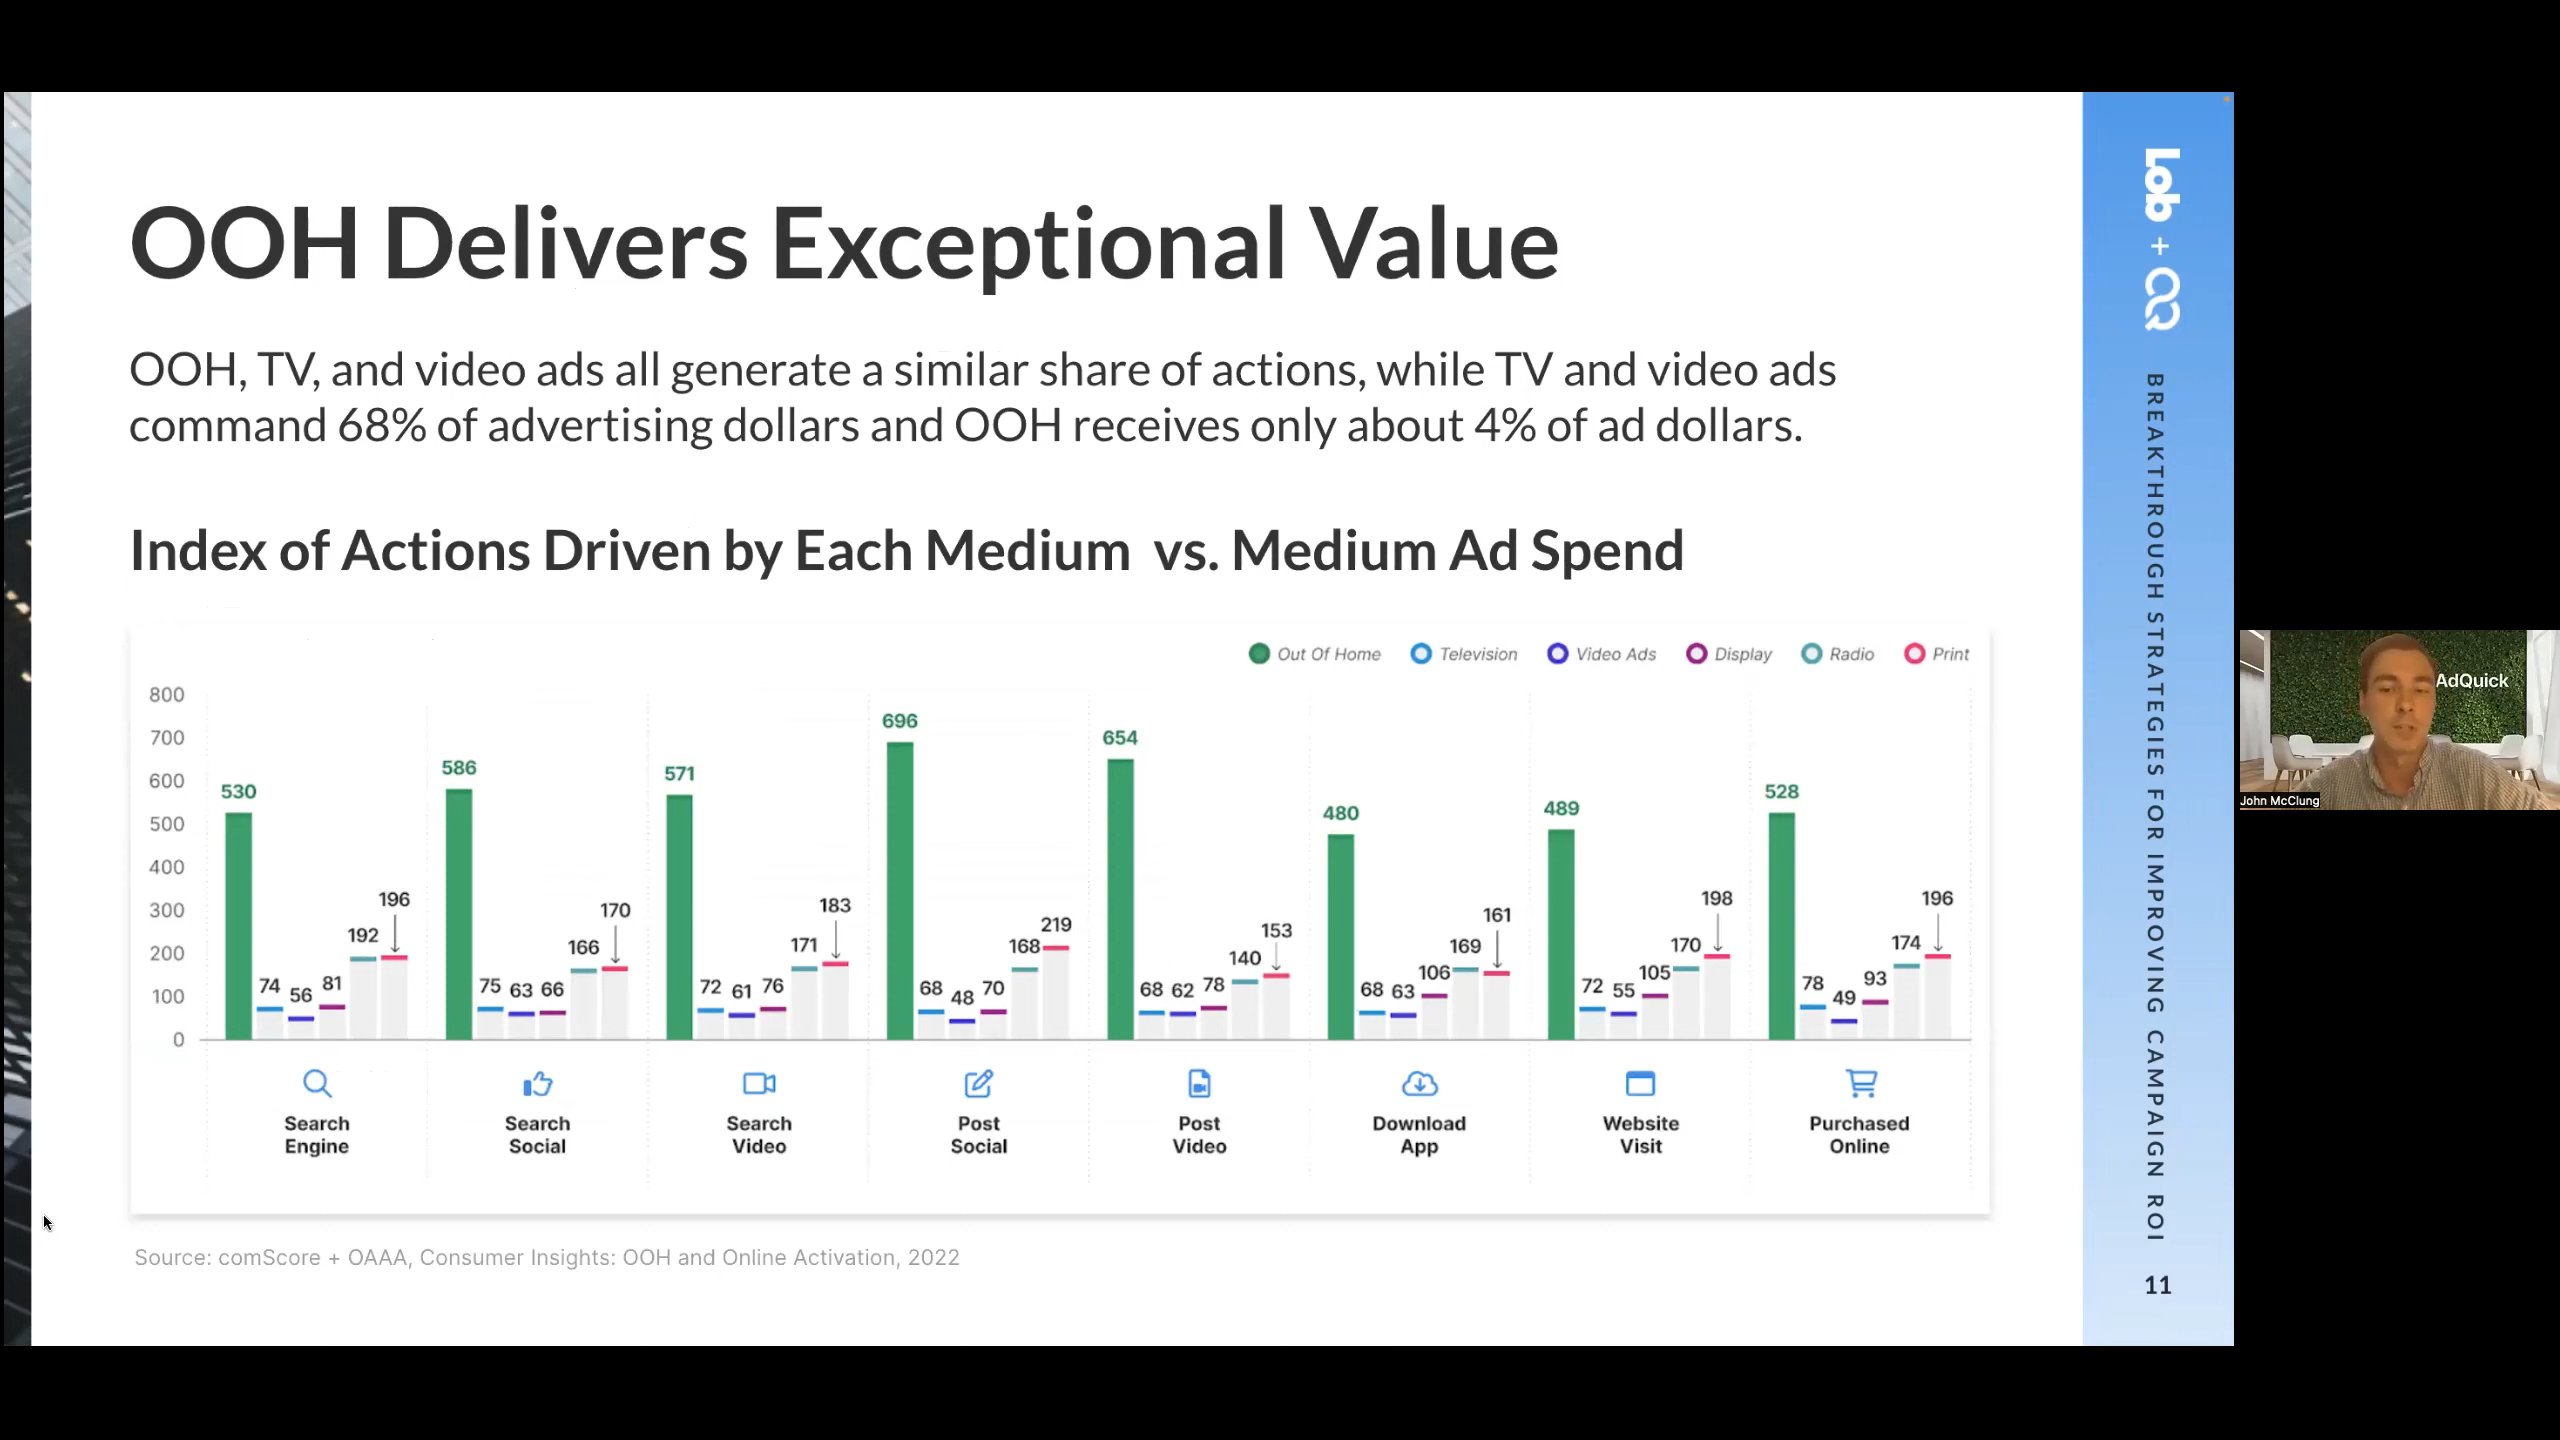 OOH Delivers Exceptional Value
OOH, TV, and video ads all generate a similar share of actions, while TV and video ads
command 68% of advertising dollars and OOH receives only about 4% of ad dollars.
Index of Actions Driven by Each Medium vs. Medium Ad Spend
Out Of Home Television Video Ads Display Radio Print
800
700
600
500
400
300
200
100
0
530 74 56 81 192 196
586 75 63 66 166 170
571 72 61 76 171 183
696 68 48 70 168 219
654 68 62 78 140 153
480 68 63 106 169 161
489 72 55 105 170 198
528 78 49 93 174 196
Search
Engine
Search
Social
Search
Video
Post
Social
Post
Video
Download
App
Website
Visit
Purchased
Online
Source: comScore + OAAA, Consumer Insights: OOH and Online Activation, 2022
Lob +
BREAKTHROUGH STRATEGIES FOR IMPROVING CAMPAIGN ROI
11
AdQuick
John McClung